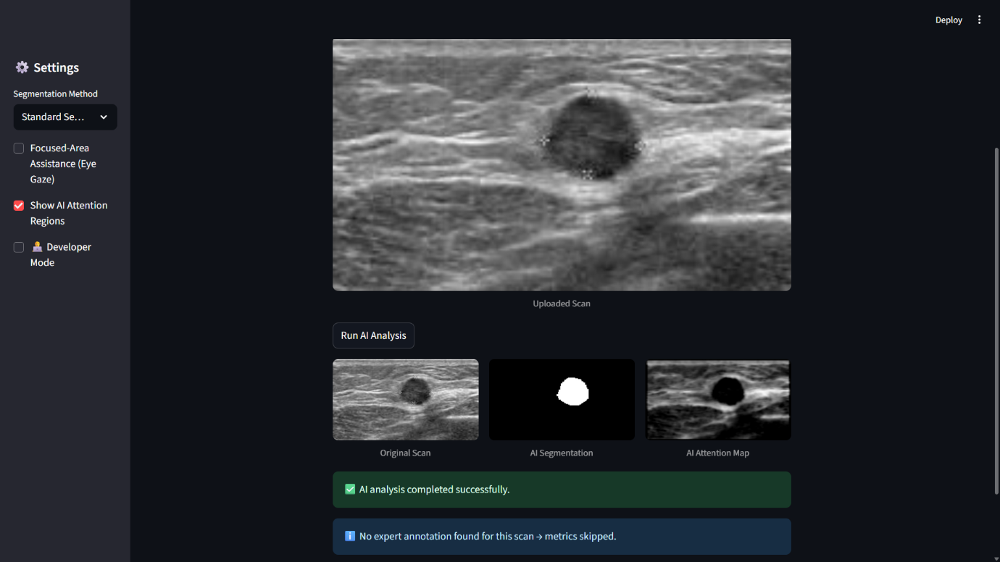 Deploy
Settings
Segmentation Method
Standard Se...
Focused-Area
Assistance (Eye
Gaze)
Show AI Attention
Regions
Developer
Mode
Uploaded Scan
Run AI Analysis
Original Scan
AI Segmentation
AI Attention Map
AI analysis completed successfully.
No expert annotation found for this scan → metrics skipped.